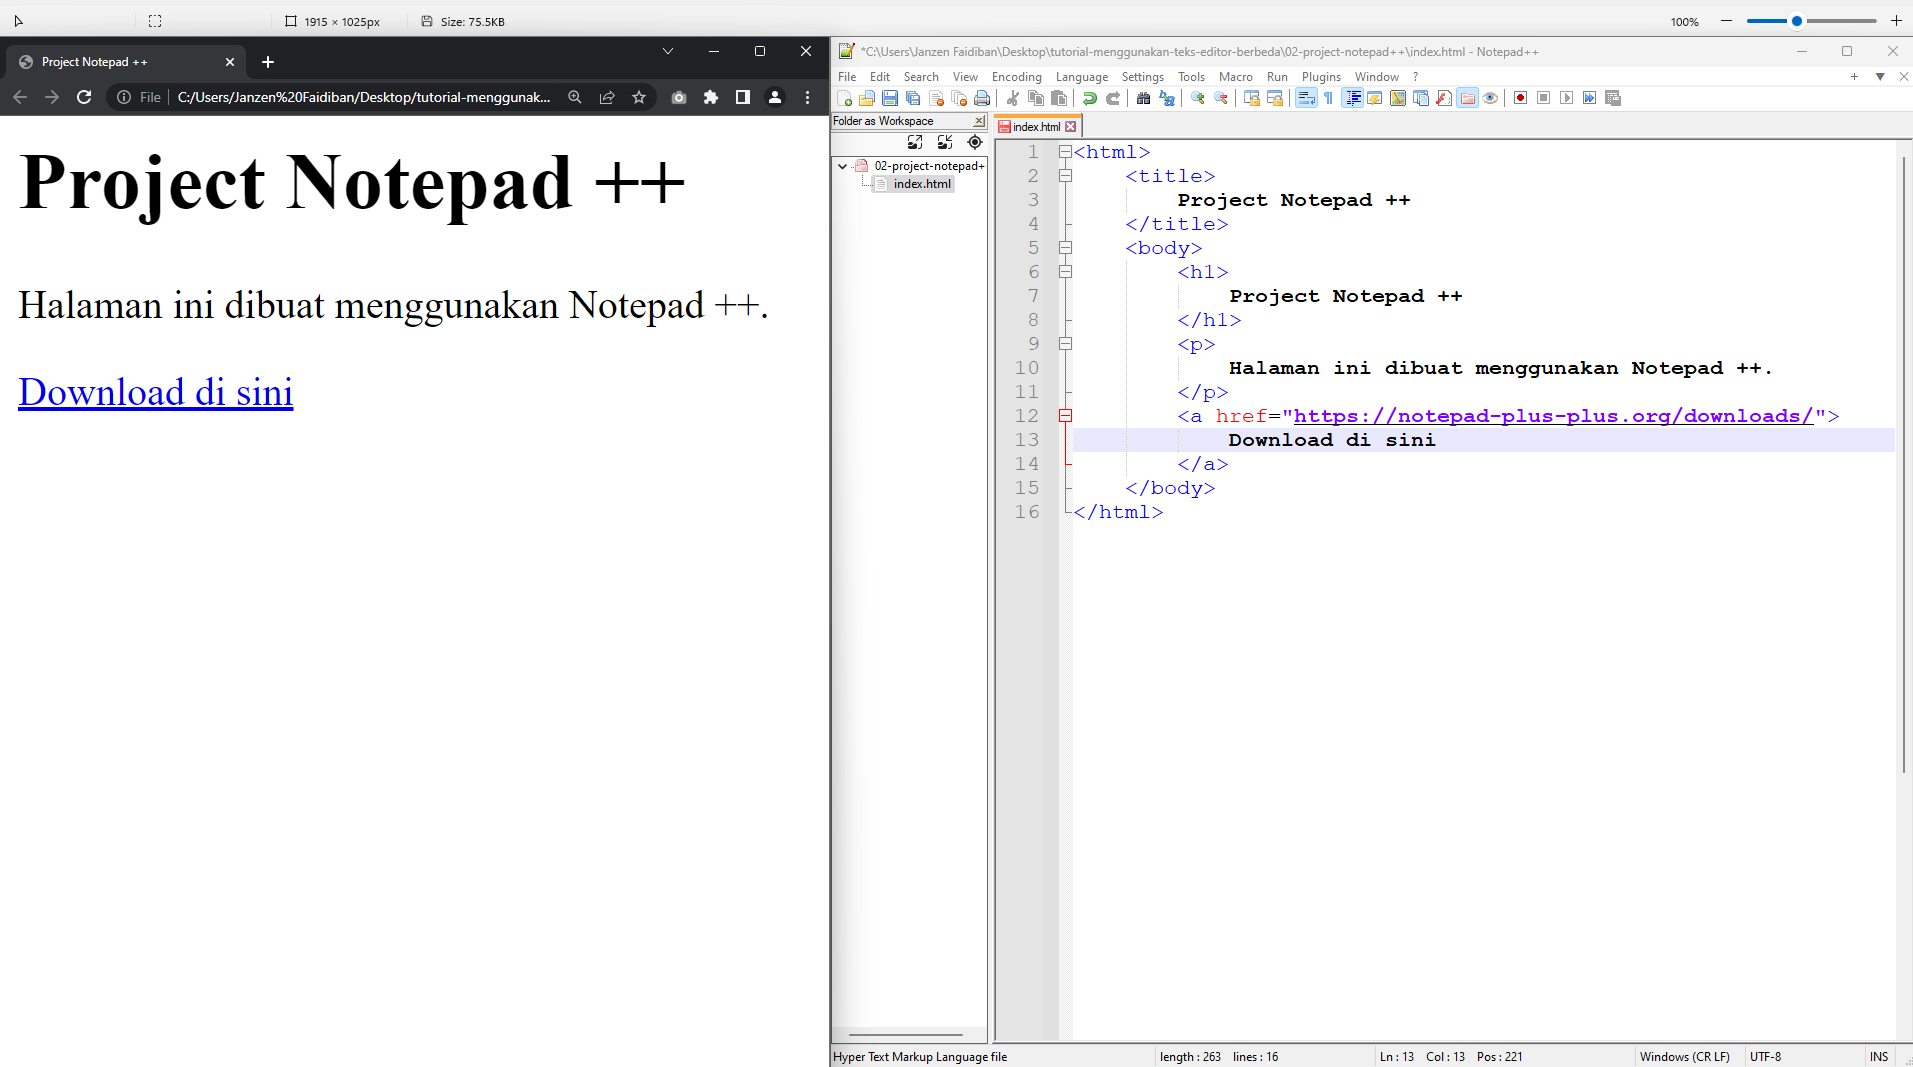 1915 × 1025px
Size: 75.5KB
100%
Project Notepad ++
File
C:/Users/Janzen%20Faidiban/Desktop/tutorial-menggunak...
Project Notepad ++
Halaman ini dibuat menggunakan Notepad ++.
Download di sini
*C:\Users\Janzen Faidiban\Desktop\tutorial-menggunakan-teks-editor-berbeda\02-project-notepad++\index.html - Notepad++
File Edit Search View Encoding Language Settings Tools Macro Run Plugins Window ?
Folder as Workspace
02-project-notepad+
index.html
index.html
1 <html>
2 <title>
3 Project Notepad ++
4 </title>
5 <body>
6 <h1>
7 Project Notepad ++
8 </h1>
9 <p>
10 Halaman ini dibuat menggunakan Notepad ++.
11 </p>
12 <a href="https://notepad-plus-plus.org/downloads/">
13 Download di sini
14 </a>
15 </body>
16 </html>
Hyper Text Markup Language file
length : 263 lines : 16
Ln : 13 Col : 13 Pos : 221
Windows (CR LF)
UTF-8
INS